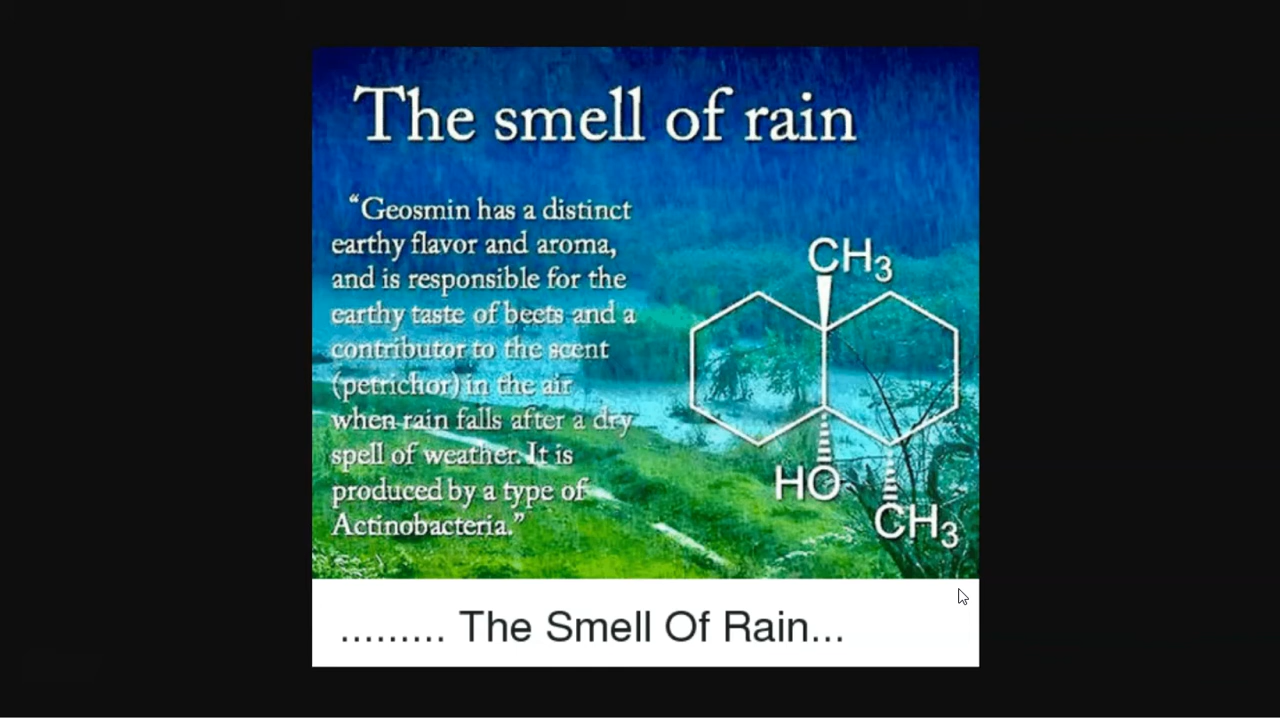 The smell of rain
“Geosmin has a distinct
earthy flavor and aroma,
and is responsible for the
earthy taste of beets and a
contributor to the scent
(petrichor) in the air
when rain falls after a dry
spell of weather. It is
produced by a type of
Actinobacteria.”
CH3
HO
CH3
......... The Smell Of Rain...